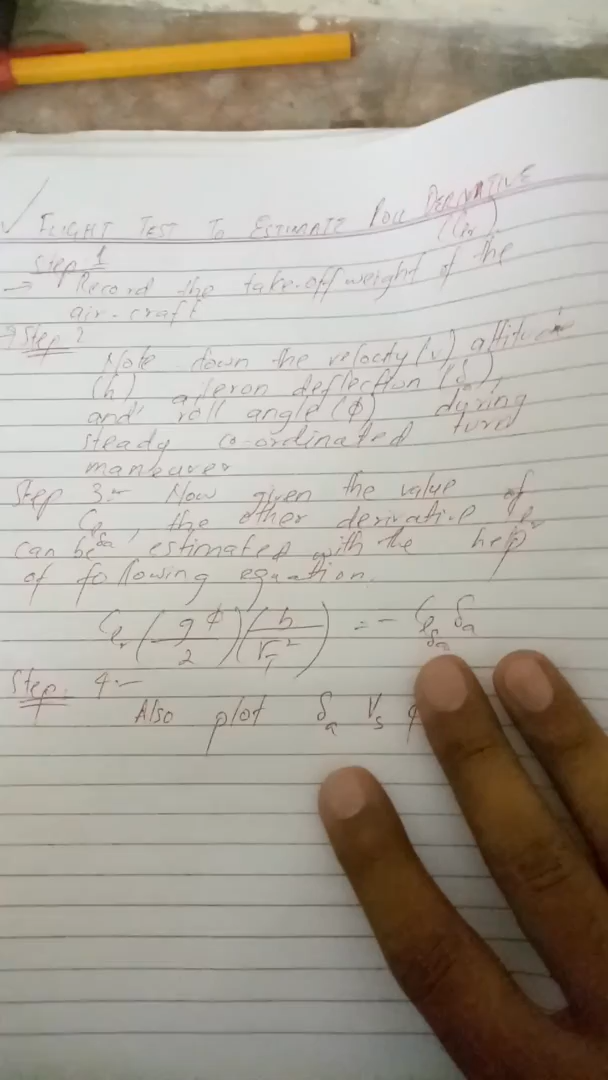 ✓ FLIGHT TEST TO ESTIMATE ROLL DERIVATIVE
(Clr)
Step: 1
→ Record the take-off weight of the
air-craft
→ Step 2
Note down the velocity (v) altitude
(h) aileron deflection (δ)
and roll angle (φ) during
steady co-ordinated turn
maneuver
Step 3:- Now given the value of
Clδa, the other derivative Clr
can be estimated with the help
of following equation.
Clr (gφ/2)(b/VT²) = - Clδa δa
Step: 4:-
Also plot δa Vs φ